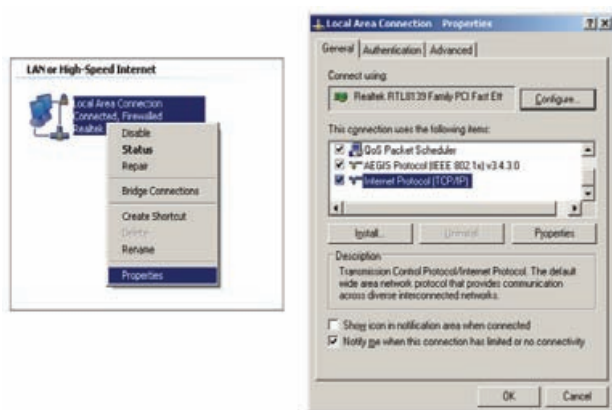 LAN or High-Speed Internet
Local Area Connection
Connected, Firewalled
Realtek
Disable
Status
Repair
Bridge Connections
Create Shortcut
Delete
Rename
Properties
Local Area Connection Properties
General
Authentication
Advanced
Connect using:
Realtek RTL8139 Family PCI Fast Eth
Configure...
This connection uses the following items:
QoS Packet Scheduler
AEGIS Protocol (IEEE 802.1x) v3.4.3.0
Internet Protocol (TCP/IP)
Install...
Uninstall
Properties
Description
Transmission Control Protocol/Internet Protocol. The default
wide area network protocol that provides communication
across diverse interconnected networks.
Show icon in notification area when connected
Notify me when this connection has limited or no connectivity
OK
Cancel